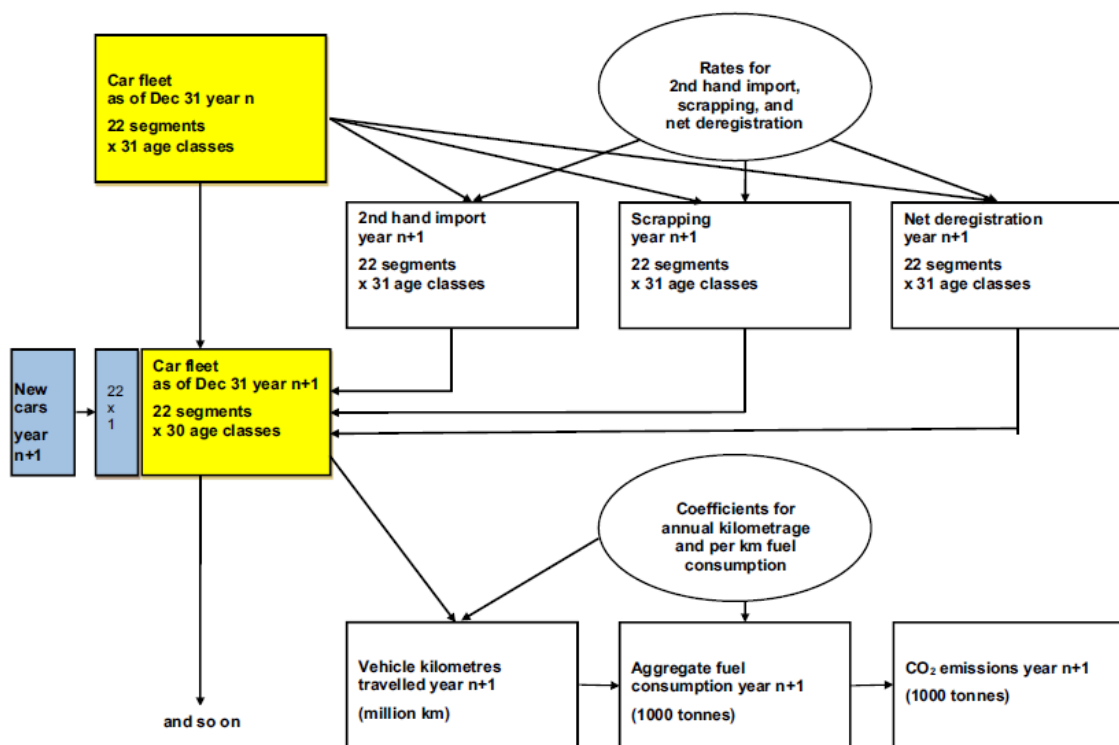 Car fleet
as of Dec 31 year n
22 segments
x 31 age classes
Rates for
2nd hand import,
scrapping, and
net deregistration
2nd hand import
year n+1
22 segments
x 31 age classes
Scrapping
year n+1
22 segments
x 31 age classes
Net deregistration
year n+1
22 segments
x 31 age classes
New
cars
year
n+1
22
x
1
Car fleet
as of Dec 31 year n+1
22 segments
x 30 age classes
Coefficients for
annual kilometrage
and per km fuel
consumption
Vehicle kilometres
travelled year n+1
(million km)
Aggregate fuel
consumption year n+1
(1000 tonnes)
CO₂ emissions year n+1
(1000 tonnes)
and so on